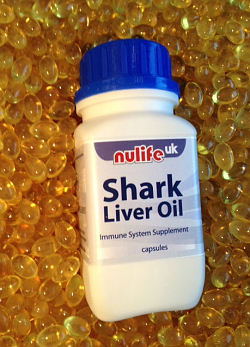 nulife uk
Shark
Liver Oil
Immune System Supplement
capsules